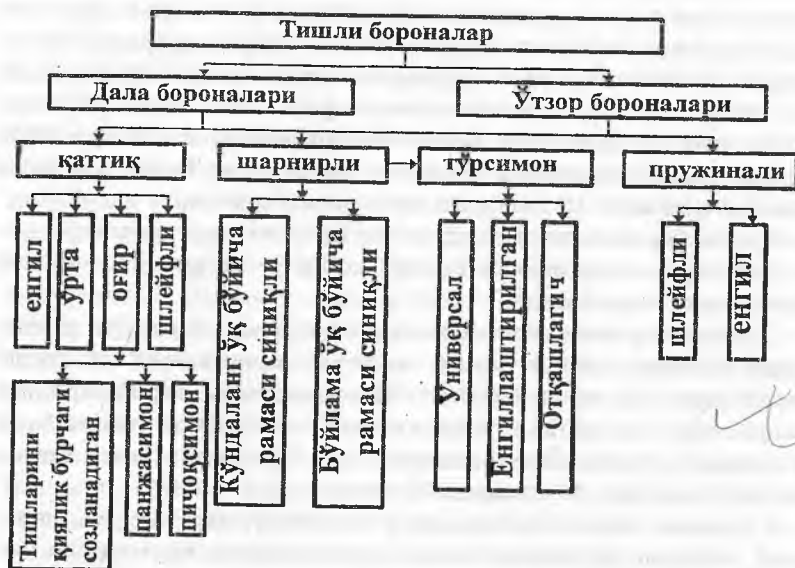 Тишли бороналар
Дала бороналари
Ўтзор бороналари
қаттиқ
шарнирли
тўрсимон
пружинали
енгил
ўрта
оғир
шлейфли
Кўндаланг ўқ бўйича
рамаси синиқли
Бўйлама ўқ бўйича
рамаси синиқли
Универсал
Енгиллаштирилган
Отқашлагич
шлейфли
енгил
Тишларини
қиялик бурчаги
созланадиган
панжасимон
пичоқсимон